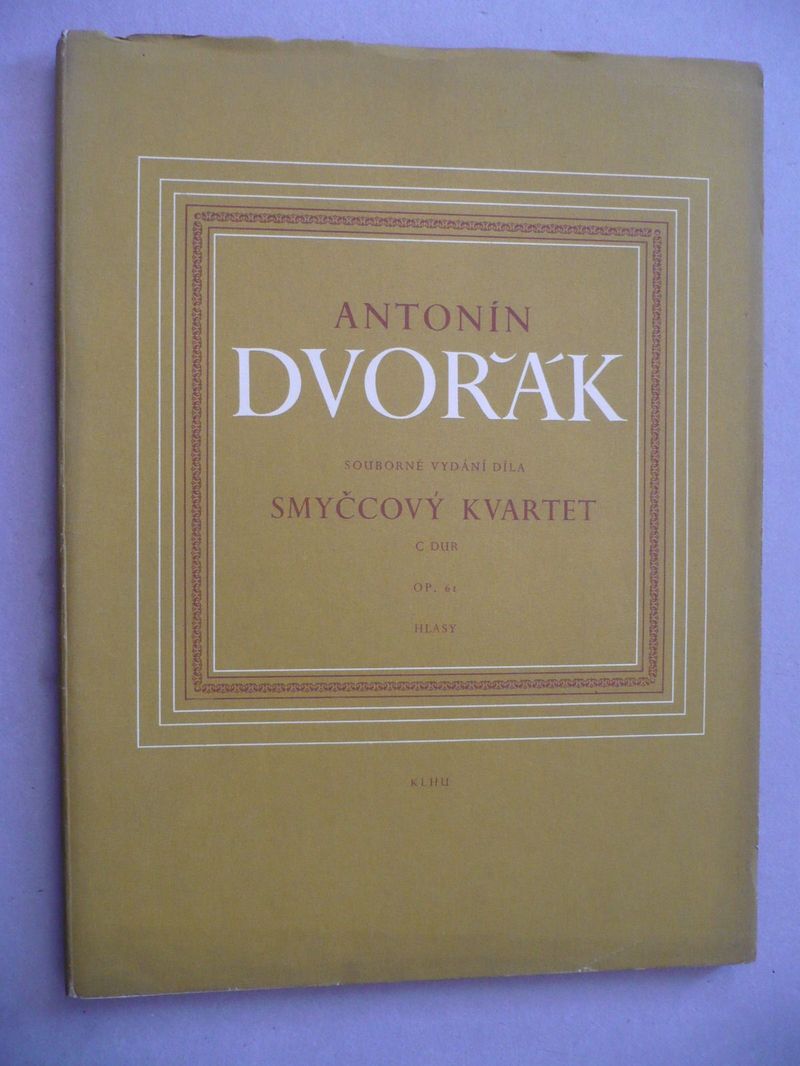 ANTONÍN
DVOŘÁK
SOUBORNÉ VYDÁNÍ DÍLA
SMYČCOVÝ KVARTET
C DUR
OP. 61
HLASY
KLHU